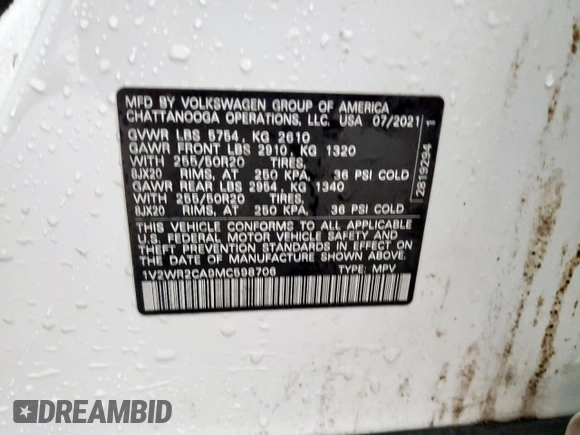 MFD BY VOLKSWAGEN GROUP OF AMERICA
CHATTANOOGA OPERATIONS, LLC. USA 07/2021
GVWR LBS 5754, KG 2610
GAWR FRONT LBS 2910, KG 1320
WITH 255/50R20 TIRES,
8JX20 RIMS, AT 250 KPA, 36 PSI COLD
GAWR REAR LBS 2954, KG 1340
WITH 255/50R20 TIRES,
8JX20 RIMS, AT 250 KPA, 36 PSI COLD
THIS VEHICLE CONFORMS TO ALL APPLICABLE
U.S. FEDERAL MOTOR VEHICLE SAFETY AND
THEFT PREVENTION STANDARDS IN EFFECT ON
THE DATE OF MANUFACTURE SHOWN ABOVE.
1V2WR2CA9MC598706 TYPE: MPV
2819294 1
DREAMBID